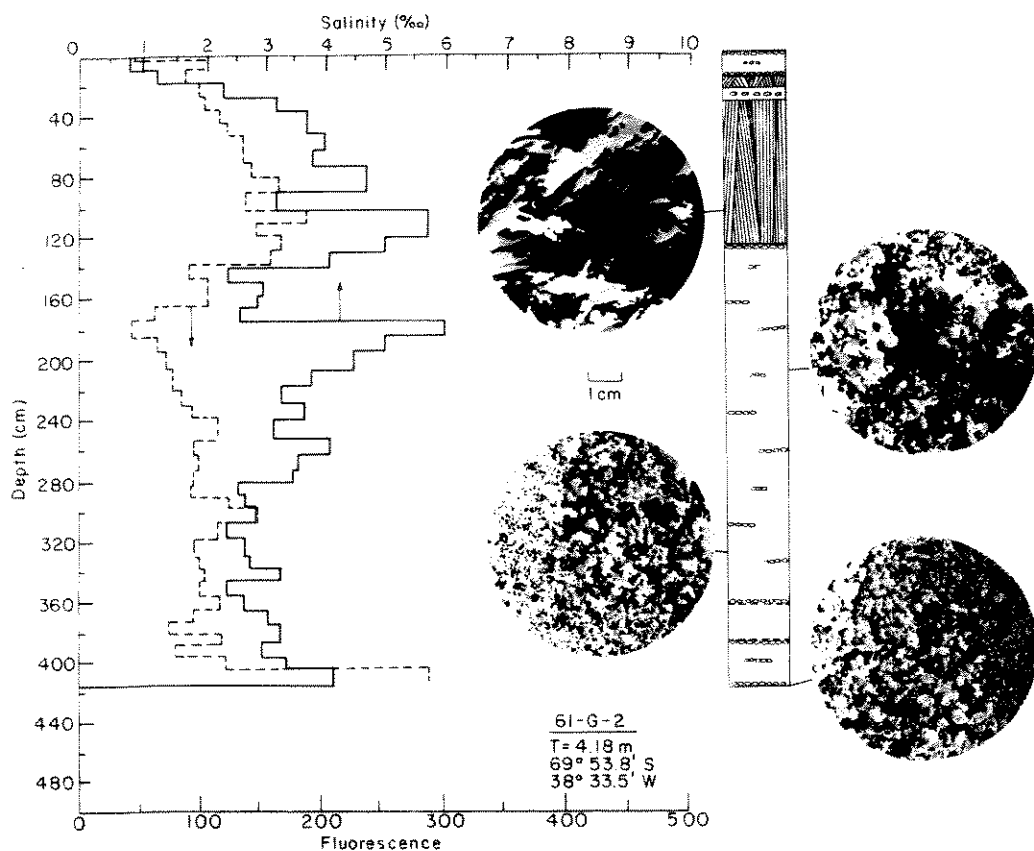 Salinity (‰)
0 1 2 3 4 5 6 7 8 9 10
Depth (cm)
0
40
80
120
160
200
240
250
280
320
360
400
440
480
1 cm
61-G-2
T = 4.18 m
69° 53.8' S
38° 33.5' W
0 100 200 300 400 500
Fluorescence